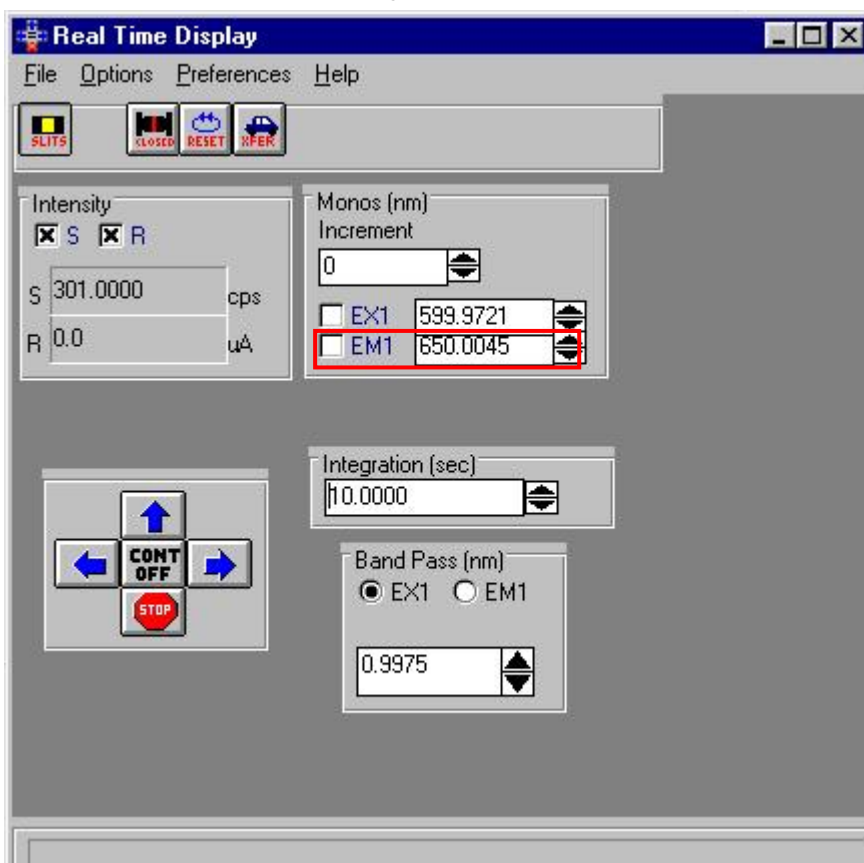 Real Time Display
File Options Preferences Help
SLITS CLOSED RESET XFER
Intensity
S R
S 301.0000 cps
R 0.0 uA
Monos (nm)
Increment
0
EX1 599.9721
EM1 650.0045
Integration (sec)
10.0000
CONT
OFF
STOP
Band Pass (nm)
EX1 EM1
0.9975